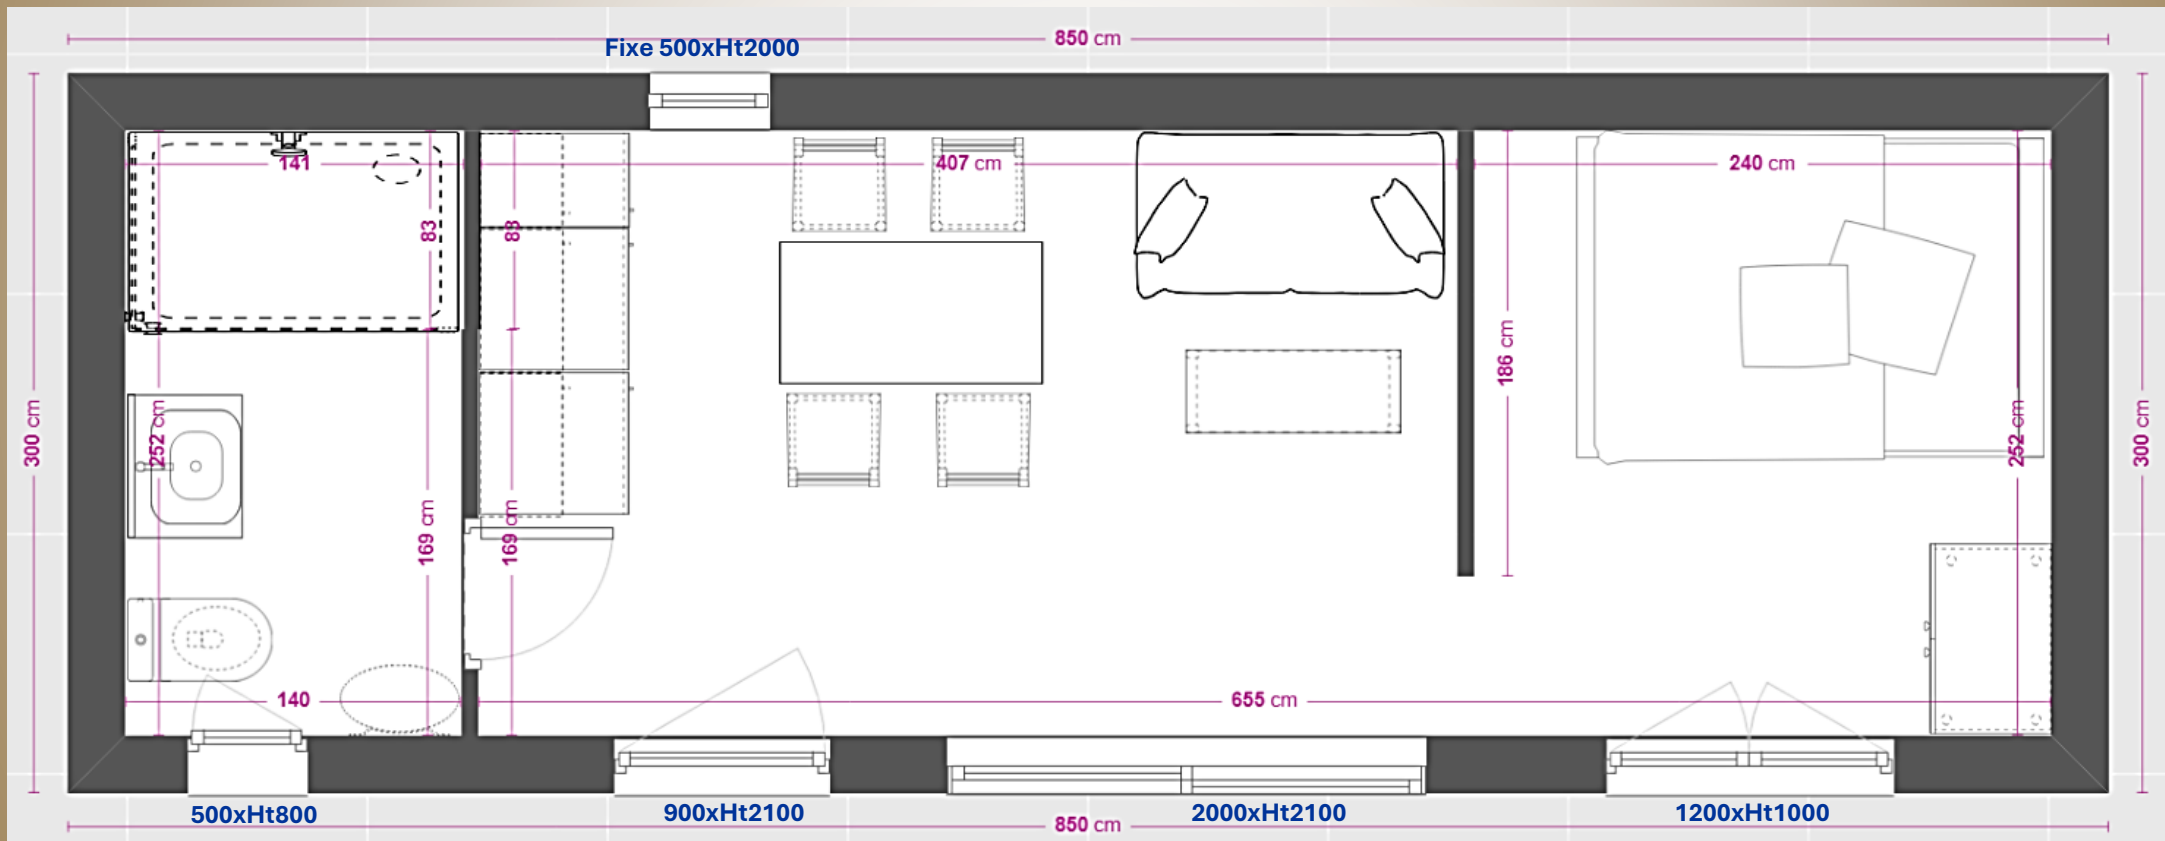 850 cm
Fixe 500xHt2000
141
407 cm
240 cm
83
83
186 cm
300 cm
252 cm
252 cm
300 cm
169 cm
169 cm
140
655 cm
500xHt800
900xHt2100
2000xHt2100
1200xHt1000
850 cm